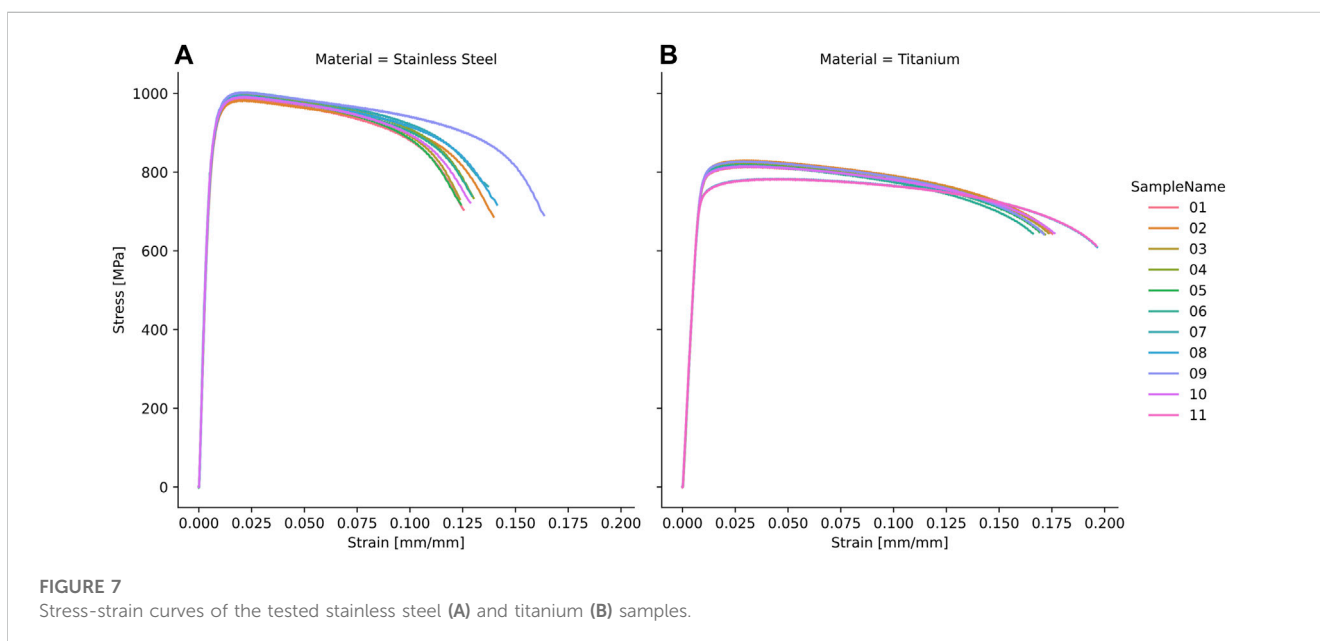 A
Material = Stainless Steel
B
Material = Titanium
1000
800
600
400
200
0
Stress [MPa]
0.000 0.025 0.050 0.075 0.100 0.125 0.150 0.175 0.200
Strain [mm/mm]
0.000 0.025 0.050 0.075 0.100 0.125 0.150 0.175 0.200
Strain [mm/mm]
SampleName
01
02
03
04
05
06
07
08
09
10
11
FIGURE 7
Stress-strain curves of the tested stainless steel (A) and titanium (B) samples.